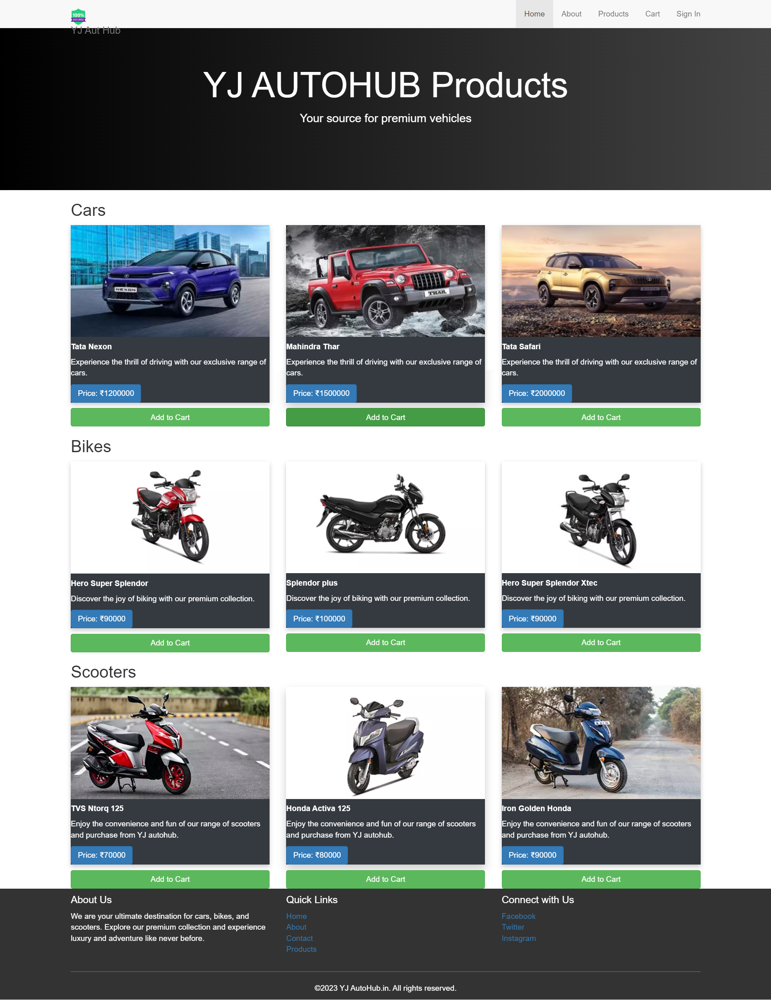 100%
SECURED
YJ Aut Hub
Home
About
Products
Cart
Sign In
YJ AUTOHUB Products
Your source for premium vehicles
Cars
NEXON
THAR
Tata Nexon
Experience the thrill of driving with our exclusive range of
cars.
Price: ₹1200000
Add to Cart
Mahindra Thar
Experience the thrill of driving with our exclusive range of
cars.
Price: ₹1500000
Add to Cart
Tata Safari
Experience the thrill of driving with our exclusive range of
cars.
Price: ₹2000000
Add to Cart
Bikes
Hero Super Splendor
Discover the joy of biking with our premium collection.
Price: ₹90000
Add to Cart
Splendor plus
Discover the joy of biking with our premium collection.
Price: ₹100000
Add to Cart
Hero Super Splendor Xtec
Discover the joy of biking with our premium collection.
Price: ₹90000
Add to Cart
Scooters
TVS Ntorq 125
Enjoy the convenience and fun of our range of scooters
and purchase from YJ autohub.
Price: ₹70000
Add to Cart
Honda Activa 125
Enjoy the convenience and fun of our range of scooters
and purchase from YJ autohub.
Price: ₹80000
Add to Cart
Iron Golden Honda
Enjoy the convenience and fun of our range of scooters
and purchase from YJ autohub.
Price: ₹90000
Add to Cart
About Us
We are your ultimate destination for cars, bikes, and
scooters. Explore our premium collection and experience
luxury and adventure like never before.
Quick Links
Home
About
Contact
Products
Connect with Us
Facebook
Twitter
Instagram
©2023 YJ AutoHub.in. All rights reserved.